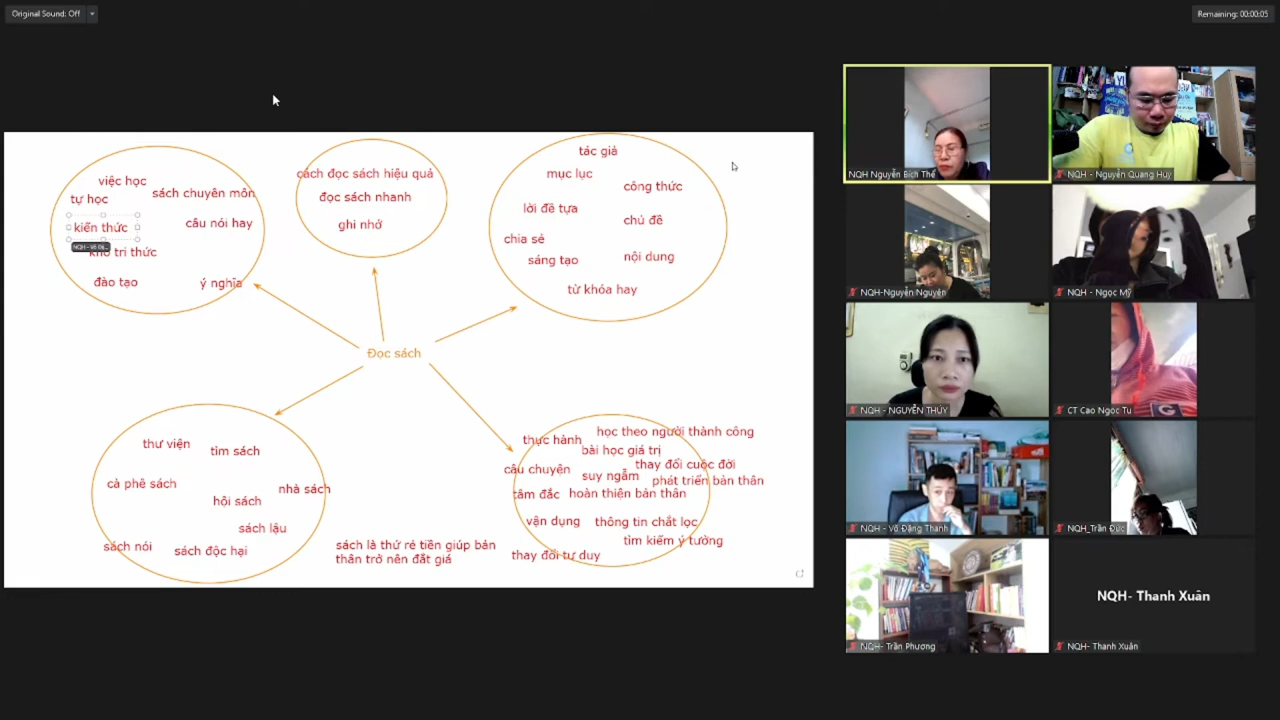 Original Sound: Off
Remaining: 00:00:05
việc học
tự học
sách chuyên môn
kiến thức
câu nói hay
NQH - Võ Đặ...
kho tri thức
đào tạo
ý nghĩa
cách đọc sách hiệu quả
đọc sách nhanh
ghi nhớ
tác giả
mục lục
công thức
lời đề tựa
chủ đề
chia sẻ
sáng tạo
nội dung
từ khóa hay
Đọc sách
thư viện
tìm sách
cà phê sách
nhà sách
hội sách
sách lậu
sách nói
sách độc hại
sách là thứ rẻ tiền giúp bản
thân trở nên đắt giá
học theo người thành công
thực hành
bài học giá trị
câu chuyện
thay đổi cuộc đời
suy ngẫm
phát triển bản thân
tâm đắc
hoàn thiện bản thân
vận dụng
thông tin chắt lọc
tìm kiếm ý tưởng
thay đổi tư duy
NQH Nguyễn Bích Thế
NQH - Nguyễn Quang Huy
NQH-Nguyễn Nguyên
NQH - Ngọc Mỹ
NQH - NGUYỄN THÚY
CT Cao Ngọc Tu
NQH - Võ Đặng Thanh
NQH_Trần Đức
NQH- Trần Phương
NQH- Thanh Xuân
NQH- Thanh Xuân